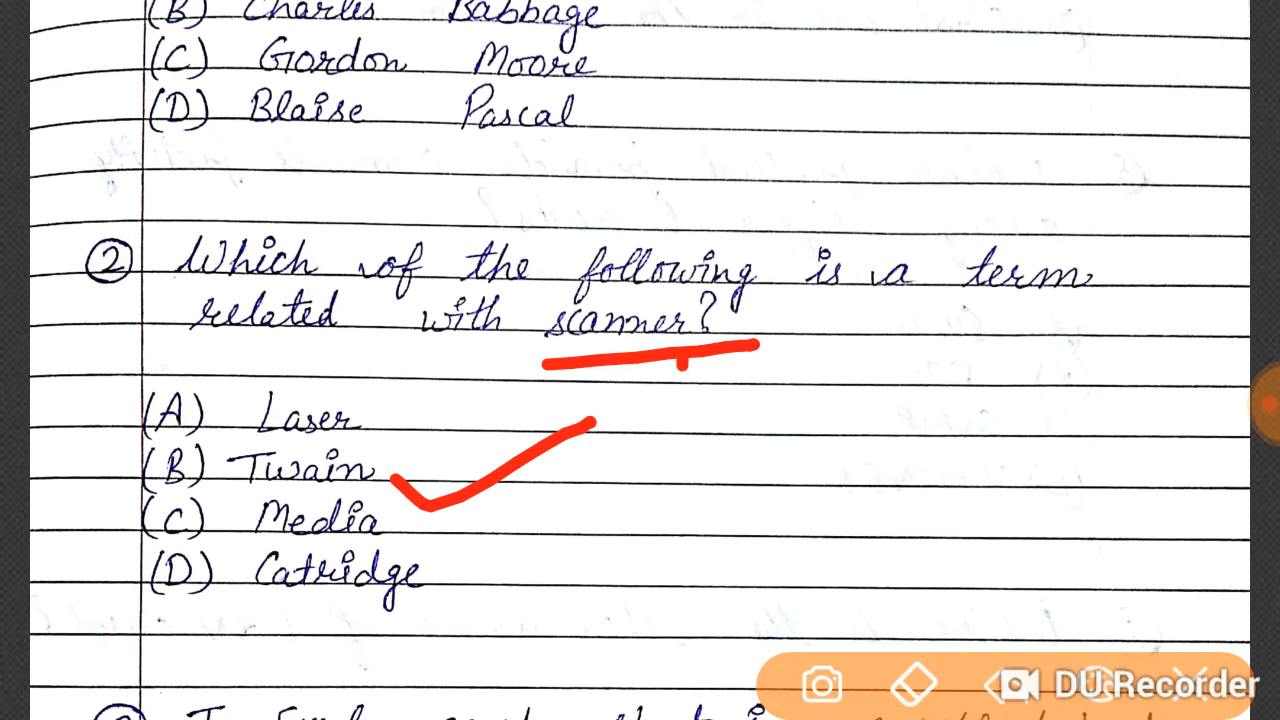 (B) Charles Babbage
(C) Gordon Moore
(D) Blaise Pascal
② Which of the following is a term
related with scanner?
(A) Laser
(B) Twain
(C) Media
(D) Catridge
DU Recorder